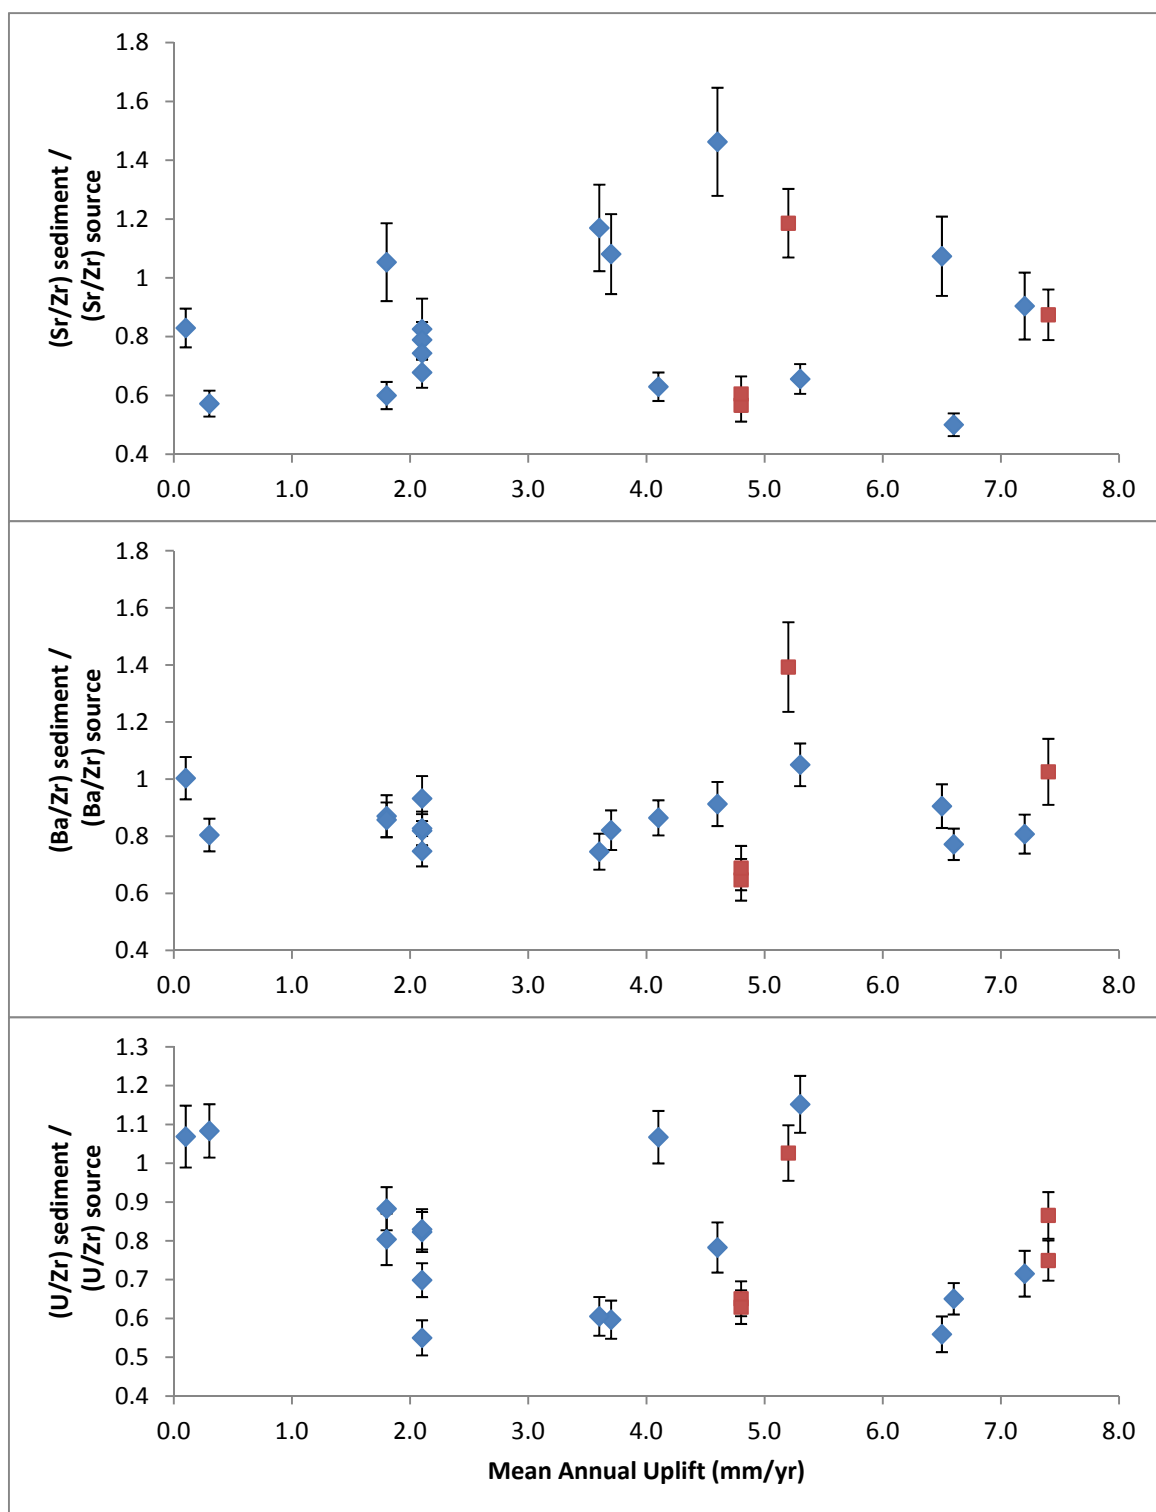 1.8
1.6
1.4
1.2
1
0.8
0.6
0.4
(Sr/Zr) sediment /
(Sr/Zr) source
0.0 1.0 2.0 3.0 4.0 5.0 6.0 7.0 8.0
1.8
1.6
1.4
1.2
1
0.8
0.6
0.4
(Ba/Zr) sediment /
(Ba/Zr) source
0.0 1.0 2.0 3.0 4.0 5.0 6.0 7.0 8.0
1.3
1.2
1.1
1
0.9
0.8
0.7
0.6
0.5
0.4
(U/Zr) sediment /
(U/Zr) source
0.0 1.0 2.0 3.0 4.0 5.0 6.0 7.0 8.0
Mean Annual Uplift (mm/yr)